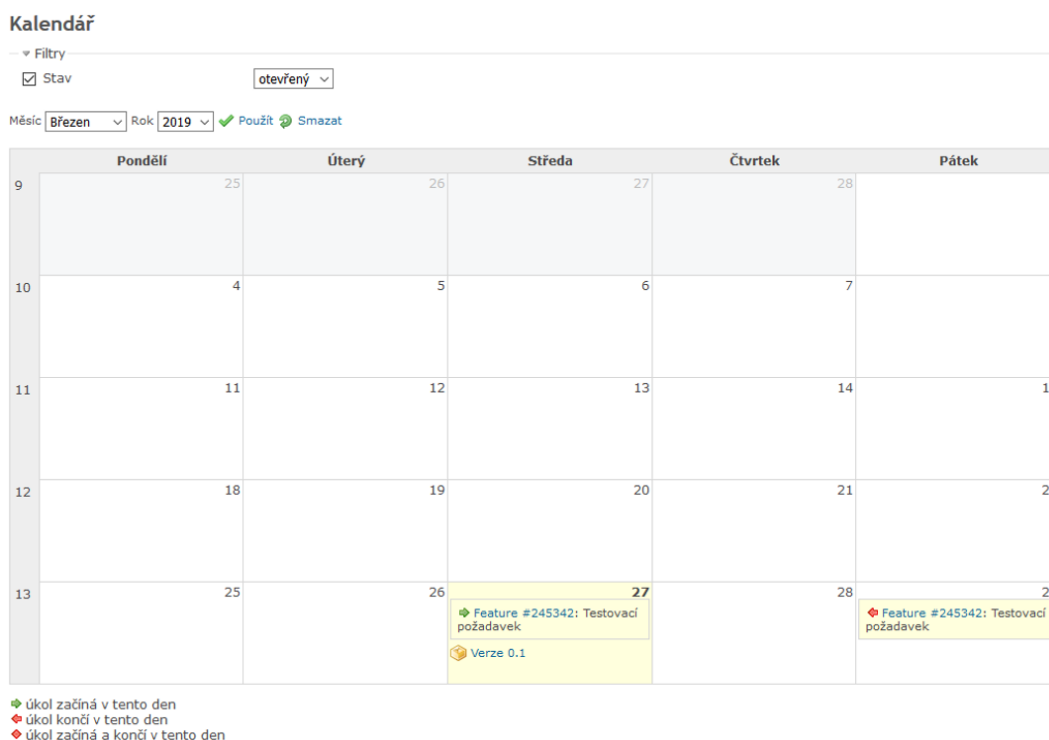 Kalendář
Filtry
Stav otevřený
Měsíc Březen Rok 2019 Použít Smazat
Pondělí Úterý Středa Čtvrtek Pátek
9 25 26 27 28
10 4 5 6 7
11 11 12 13 14
12 18 19 20 21
13 25 26 27 28
Feature #245342: Testovací Feature #245342: Testovací
požadavek požadavek
Verze 0.1
úkol začíná v tento den
úkol končí v tento den
úkol začíná a končí v tento den